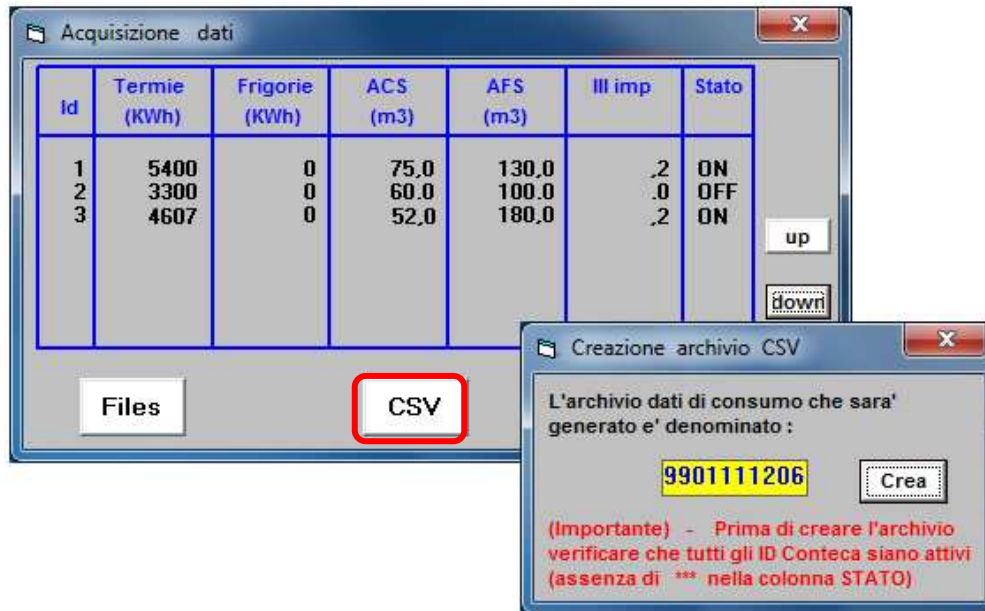 Acquisizione dati
Id Termie Frigorie ACS AFS III imp Stato
(KWh) (KWh) (m3) (m3)
1 5400 0 75,0 130,0 ,2 ON
2 3300 0 60.0 100.0 .0 OFF
3 4607 0 52,0 180,0 ,2 ON
up
down
Files
CSV
Creazione archivio CSV
L'archivio dati di consumo che sara'
generato e' denominato :
9901111206
Crea
(Importante) - Prima di creare l'archivio
verificare che tutti gli ID Conteca siano attivi
(assenza di *** nella colonna STATO)